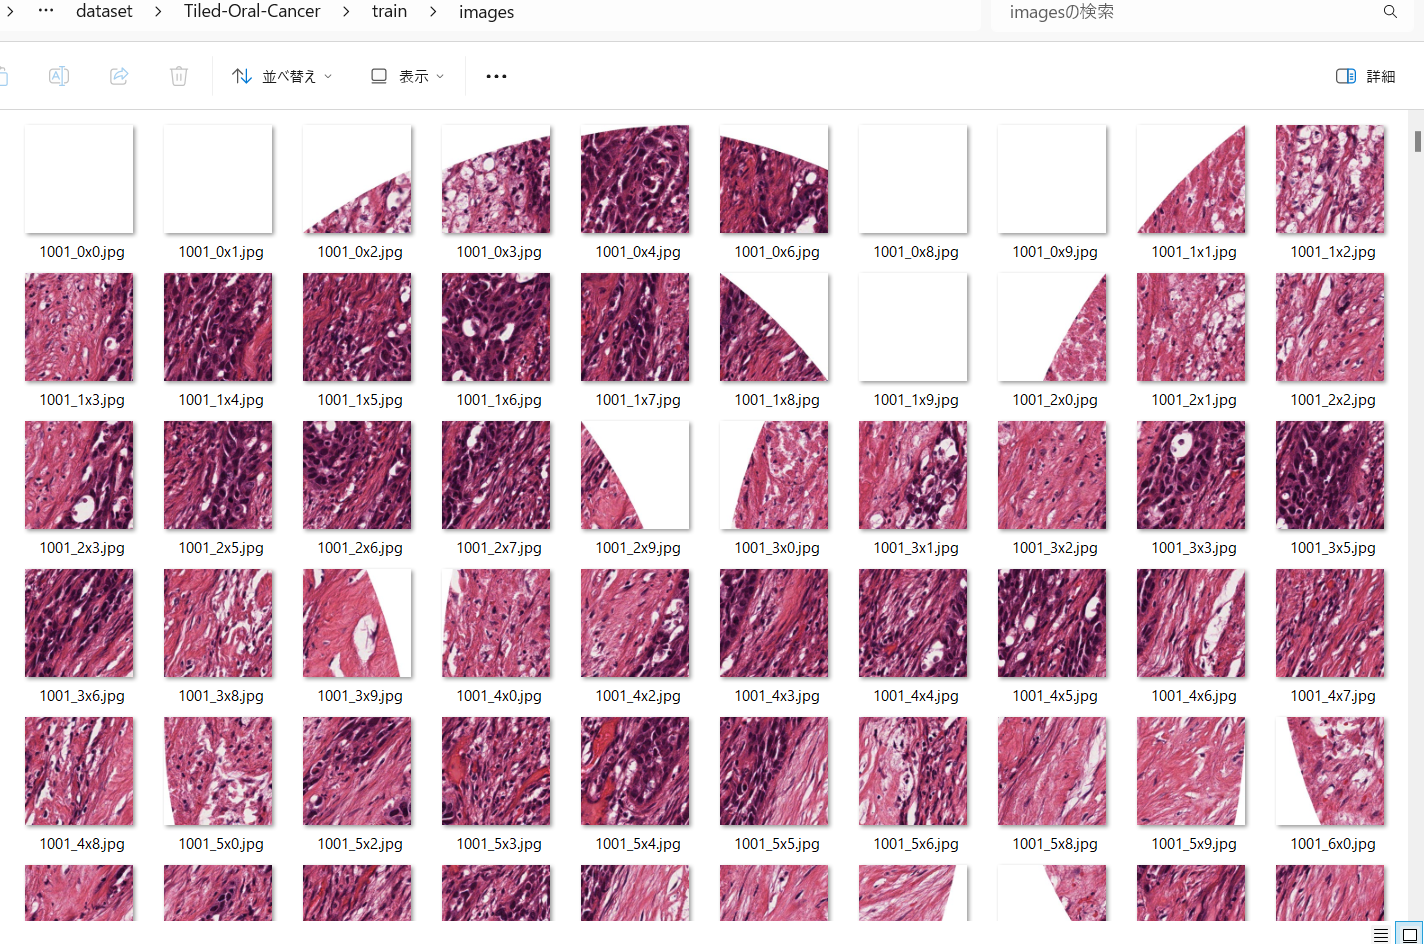 dataset > Tiled-Oral-Cancer > train > images
imagesの検索
並べ替え
表示
詳細
1001_0x0.jpg 1001_0x1.jpg 1001_0x2.jpg 1001_0x3.jpg 1001_0x4.jpg 1001_0x6.jpg 1001_0x8.jpg 1001_0x9.jpg 1001_1x1.jpg 1001_1x2.jpg
1001_1x3.jpg 1001_1x4.jpg 1001_1x5.jpg 1001_1x6.jpg 1001_1x7.jpg 1001_1x8.jpg 1001_1x9.jpg 1001_2x0.jpg 1001_2x1.jpg 1001_2x2.jpg
1001_2x3.jpg 1001_2x5.jpg 1001_2x6.jpg 1001_2x7.jpg 1001_2x9.jpg 1001_3x0.jpg 1001_3x1.jpg 1001_3x2.jpg 1001_3x3.jpg 1001_3x5.jpg
1001_3x6.jpg 1001_3x8.jpg 1001_3x9.jpg 1001_4x0.jpg 1001_4x2.jpg 1001_4x3.jpg 1001_4x4.jpg 1001_4x5.jpg 1001_4x6.jpg 1001_4x7.jpg
1001_4x8.jpg 1001_5x0.jpg 1001_5x2.jpg 1001_5x3.jpg 1001_5x4.jpg 1001_5x5.jpg 1001_5x6.jpg 1001_5x8.jpg 1001_5x9.jpg 1001_6x0.jpg